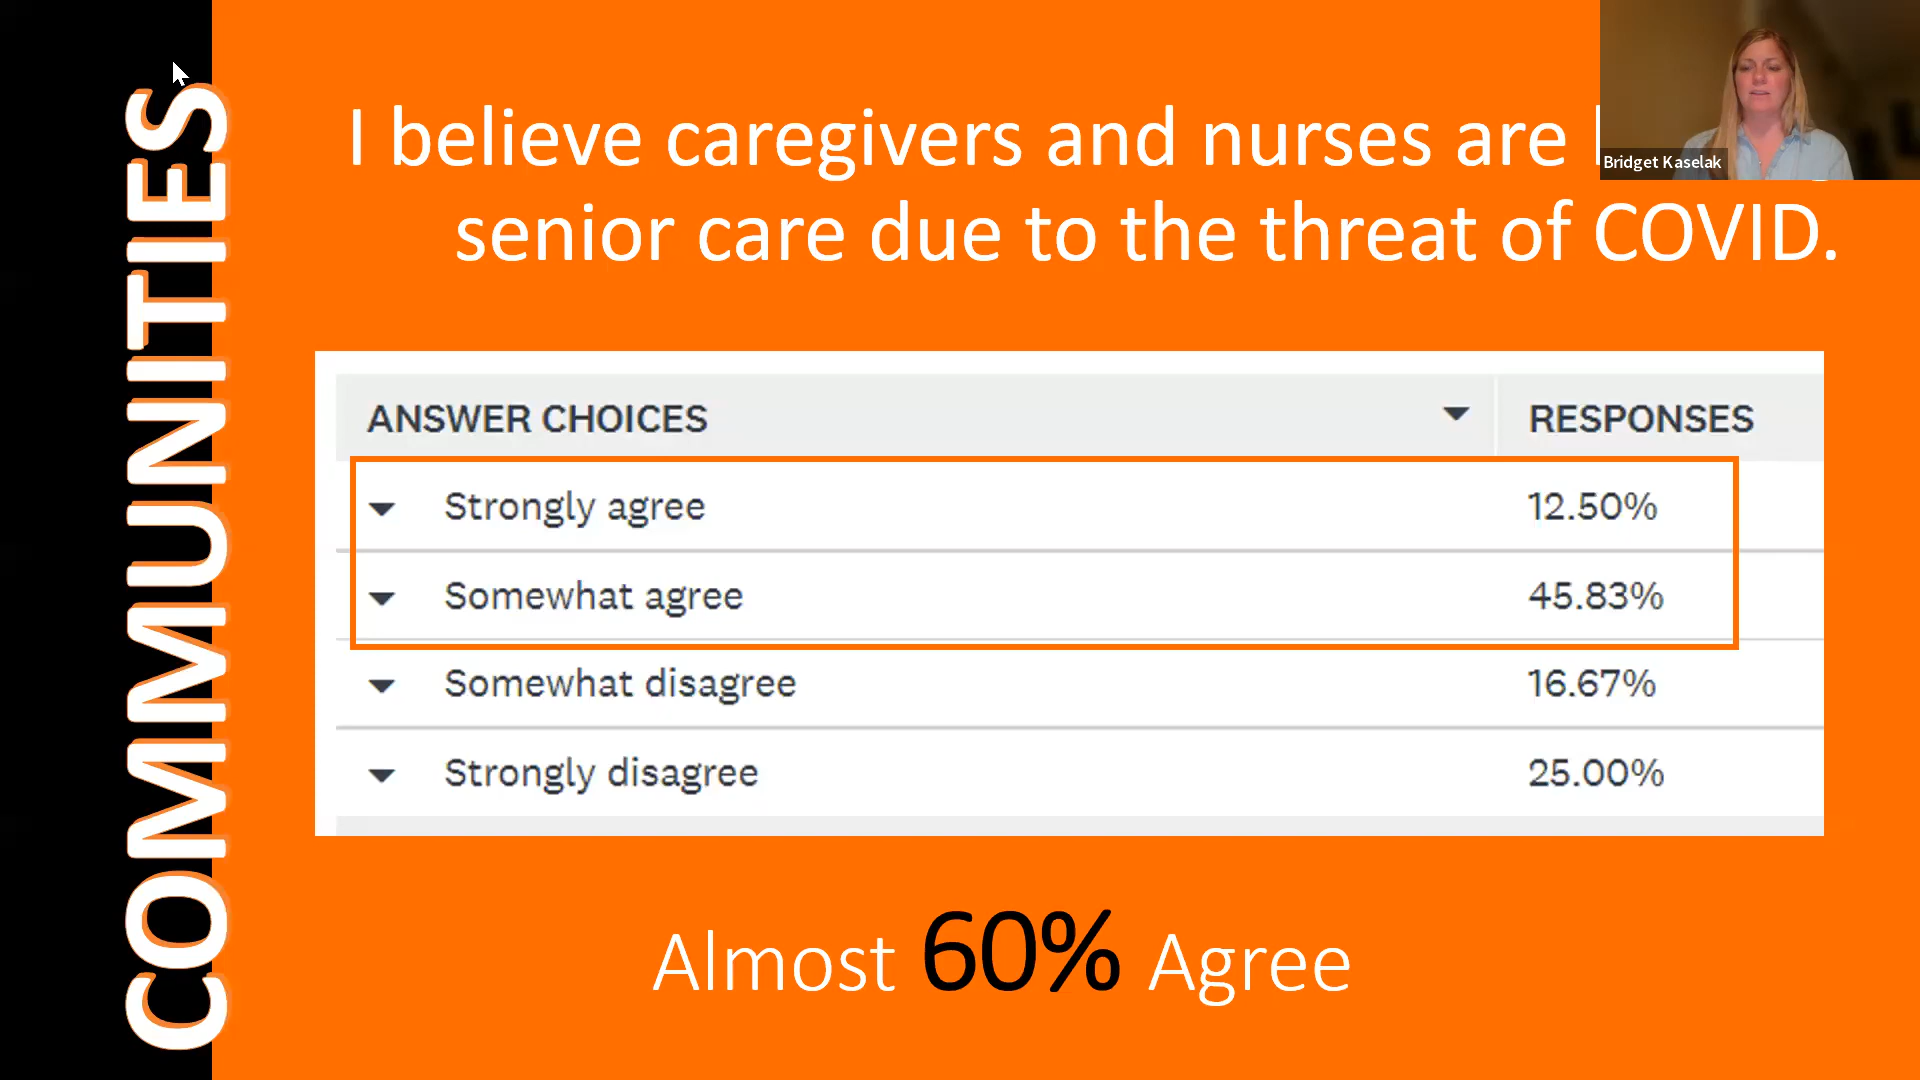 COMMUNITIES
I believe caregivers and nurses are
senior care due to the threat of COVID.
Bridget Kaselak
ANSWER CHOICES RESPONSES
Strongly agree 12.50%
Somewhat agree 45.83%
Somewhat disagree 16.67%
Strongly disagree 25.00%
Almost 60% Agree